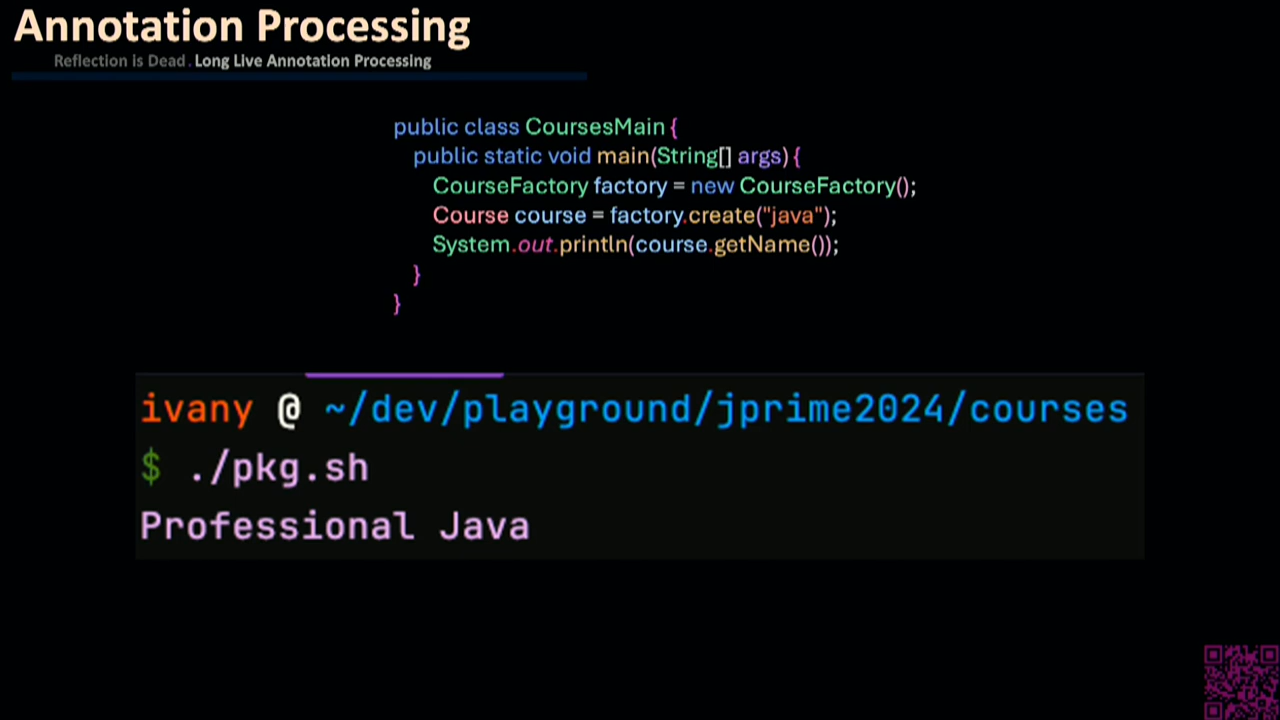 Annotation Processing
Reflection is Dead. Long Live Annotation Processing
public class CoursesMain {
public static void main(String[] args) {
CourseFactory factory = new CourseFactory();
Course course = factory.create("java");
System.out.println(course.getName());
}
}
ivany @ ~/dev/playground/jprime2024/courses
$ ./pkg.sh
Professional Java